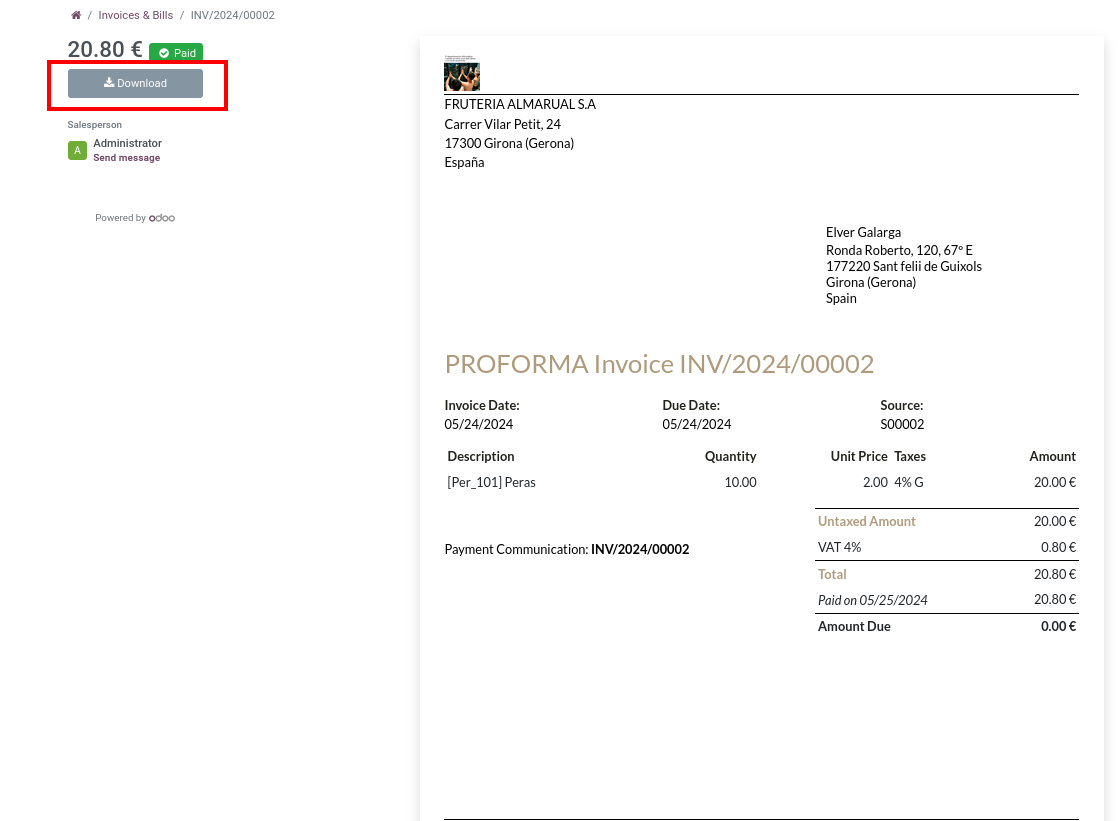 / Invoices & Bills / INV/2024/00002
20.80 € Paid
Download
Salesperson
A Administrator
Send message
Powered by odoo
FRUTERIA ALMARUAL S.A
Carrer Vilar Petit, 24
17300 Girona (Gerona)
España
Elver Galarga
Ronda Roberto, 120, 67º E
177220 Sant felii de Guixols
Girona (Gerona)
Spain
PROFORMA Invoice INV/2024/00002
Invoice Date: Due Date: Source:
05/24/2024 05/24/2024 S00002
Description Quantity Unit Price Taxes Amount
[Per_101] Peras 10.00 2.00 4% G 20.00 €
Untaxed Amount 20.00 €
VAT 4% 0.80 €
Payment Communication: INV/2024/00002
Total 20.80 €
Paid on 05/25/2024 20.80 €
Amount Due 0.00 €